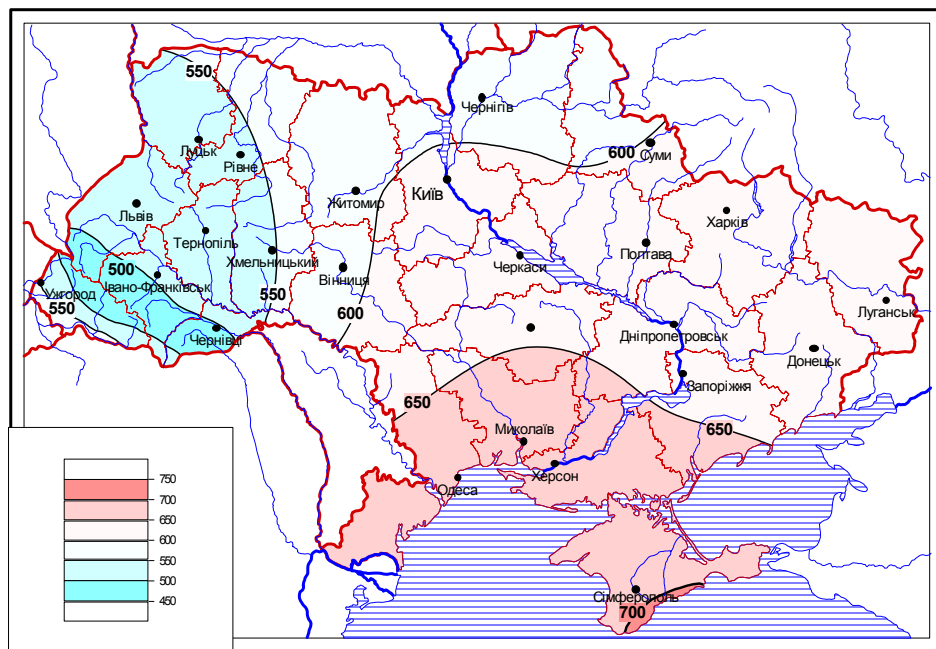 550
Чернігів
Луцьк
Рівне
600
Суми
Київ
Житомир
Львів
Харків
Тернопіль
Хмельницький
Полтава
Черкаси
500
Вінниця
Івано-Франківськ
Ужгород
550
550
600
Луганськ
Чернівці
Дніпропетровськ
Донецьк
Запоріжжя
650
650
Миколаїв
Херсон
Одеса
750
700
650
600
550
500
450
Сімферополь
700